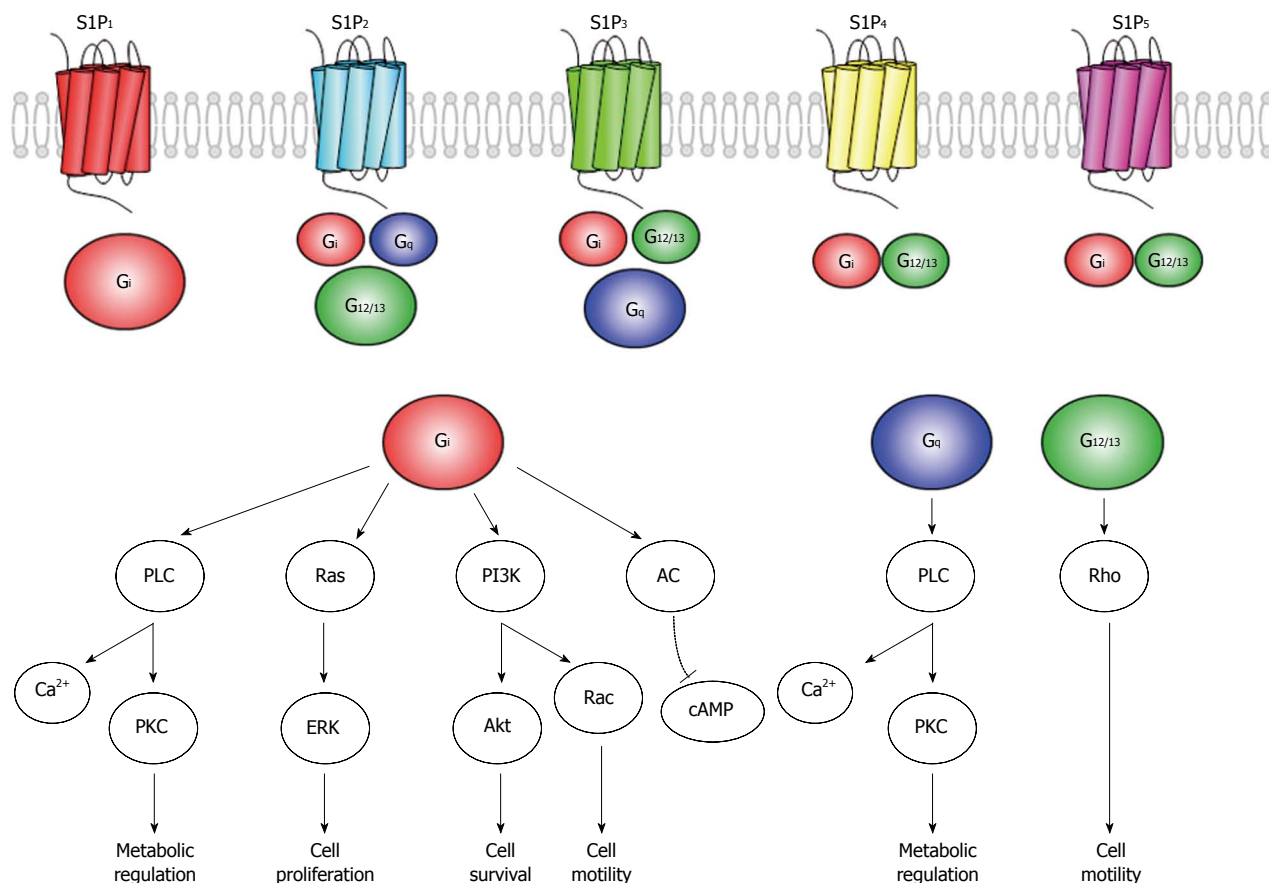 S1P₁ S1P₂ S1P₃ S1P₄ S1P₅
Gi Gq Gi G12/13
Gi Gi G12/13 Gi G12/13
G12/13 Gq
Gi Gq G12/13
PLC Ras PI3K AC PLC Rho
Ca²⁺ Rac Ca²⁺
PKC ERK Akt cAMP PKC
Metabolic Cell Cell Cell Metabolic Cell
regulation proliferation survival motility regulation motility